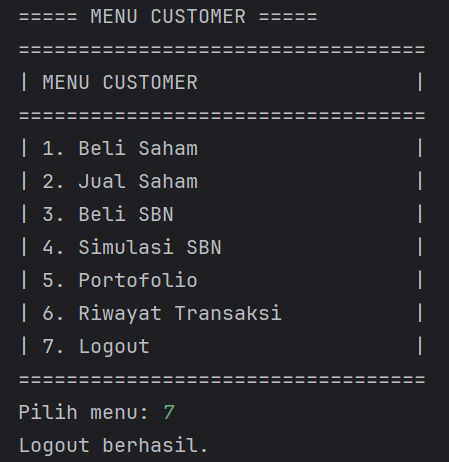 ===== MENU CUSTOMER =====
==================================
| MENU CUSTOMER                  |
==================================
| 1. Beli Saham                  |
| 2. Jual Saham                  |
| 3. Beli SBN                    |
| 4. Simulasi SBN                |
| 5. Portofolio                  |
| 6. Riwayat Transaksi           |
| 7. Logout                      |
==================================
Pilih menu: 7
Logout berhasil.